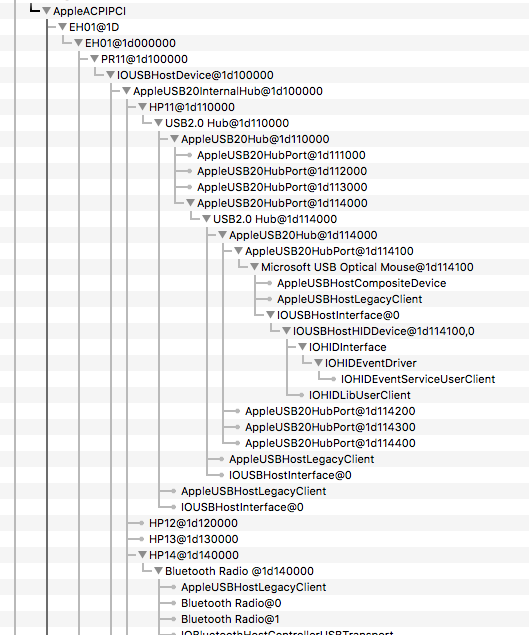 AppleACPIPCI
EH01@1D
EH01@1d000000
PR11@1d100000
IOUSBHostDevice@1d100000
AppleUSB20InternalHub@1d100000
HP11@1d110000
USB2.0 Hub@1d110000
AppleUSB20Hub@1d110000
AppleUSB20HubPort@1d111000
AppleUSB20HubPort@1d112000
AppleUSB20HubPort@1d113000
AppleUSB20HubPort@1d114000
USB2.0 Hub@1d114000
AppleUSB20Hub@1d114000
AppleUSB20HubPort@1d114100
Microsoft USB Optical Mouse@1d114100
AppleUSBHostCompositeDevice
AppleUSBHostLegacyClient
IOUSBHostInterface@0
IOUSBHostHIDDevice@1d114100,0
IOHIDInterface
IOHIDEventDriver
IOHIDEventServiceUserClient
IOHIDLibUserClient
AppleUSB20HubPort@1d114200
AppleUSB20HubPort@1d114300
AppleUSB20HubPort@1d114400
AppleUSBHostLegacyClient
IOUSBHostInterface@0
AppleUSBHostLegacyClient
IOUSBHostInterface@0
HP12@1d120000
HP13@1d130000
HP14@1d140000
Bluetooth Radio @1d140000
AppleUSBHostLegacyClient
Bluetooth Radio@0
Bluetooth Radio@1
IOBluetoothHostControllerUSBTransport